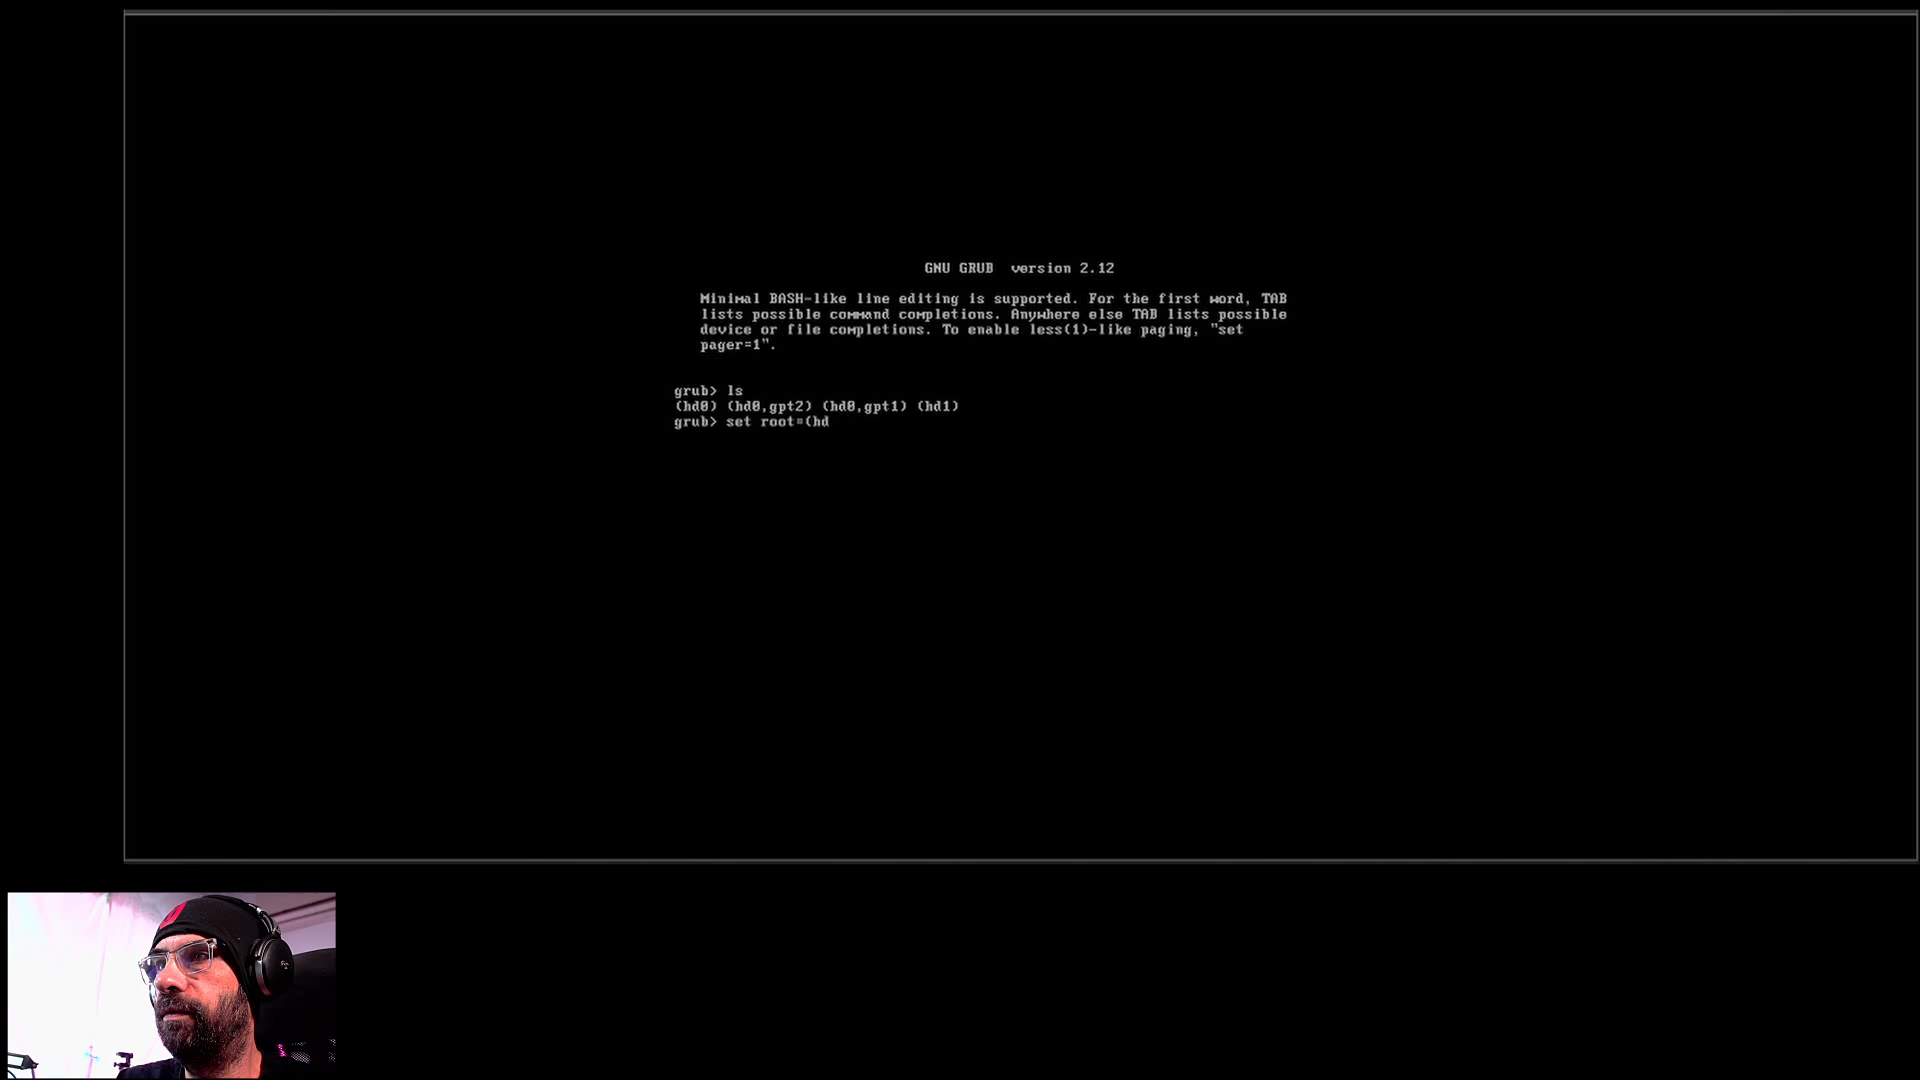 GNU GRUB version 2.12
Minimal BASH-like line editing is supported. For the first word, TAB
lists possible command completions. Anywhere else TAB lists possible
device or file completions. To enable less(1)-like paging, "set
pager=1".
grub> ls
(hd0) (hd0,gpt2) (hd0,gpt1) (hd1)
grub> set root=(hd